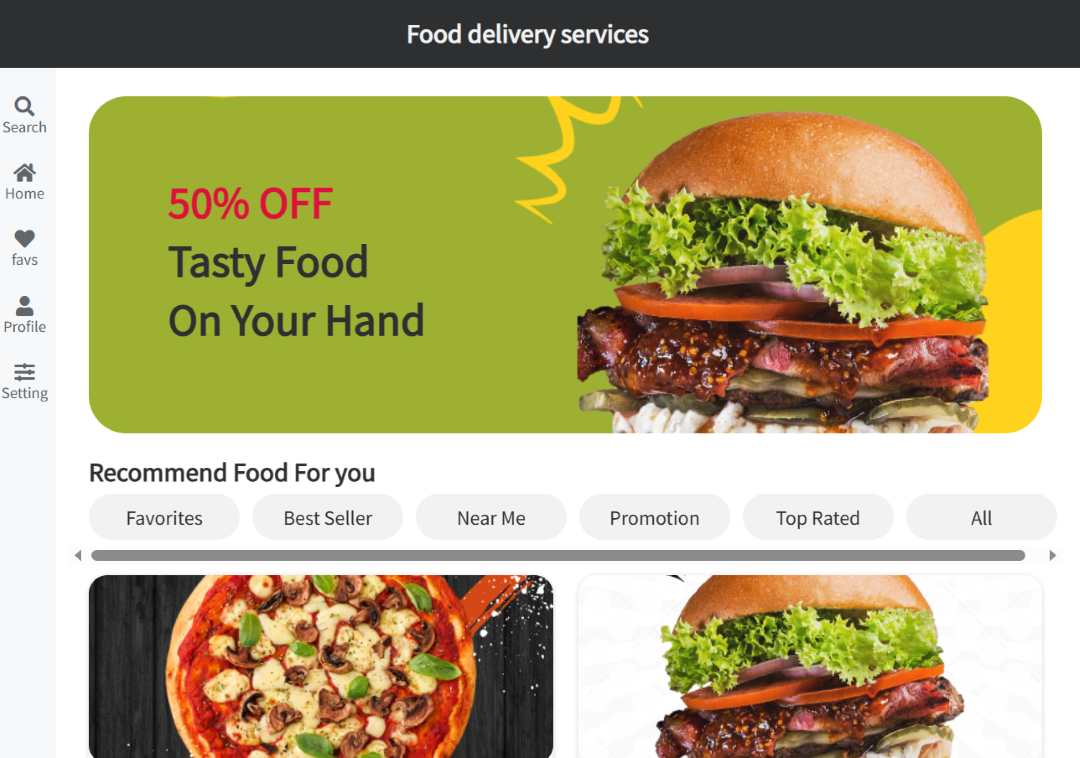 Food delivery services
Search
Home
favs
Profile
Setting
50% OFF
Tasty Food
On Your Hand
Recommend Food For you
Favorites
Best Seller
Near Me
Promotion
Top Rated
All